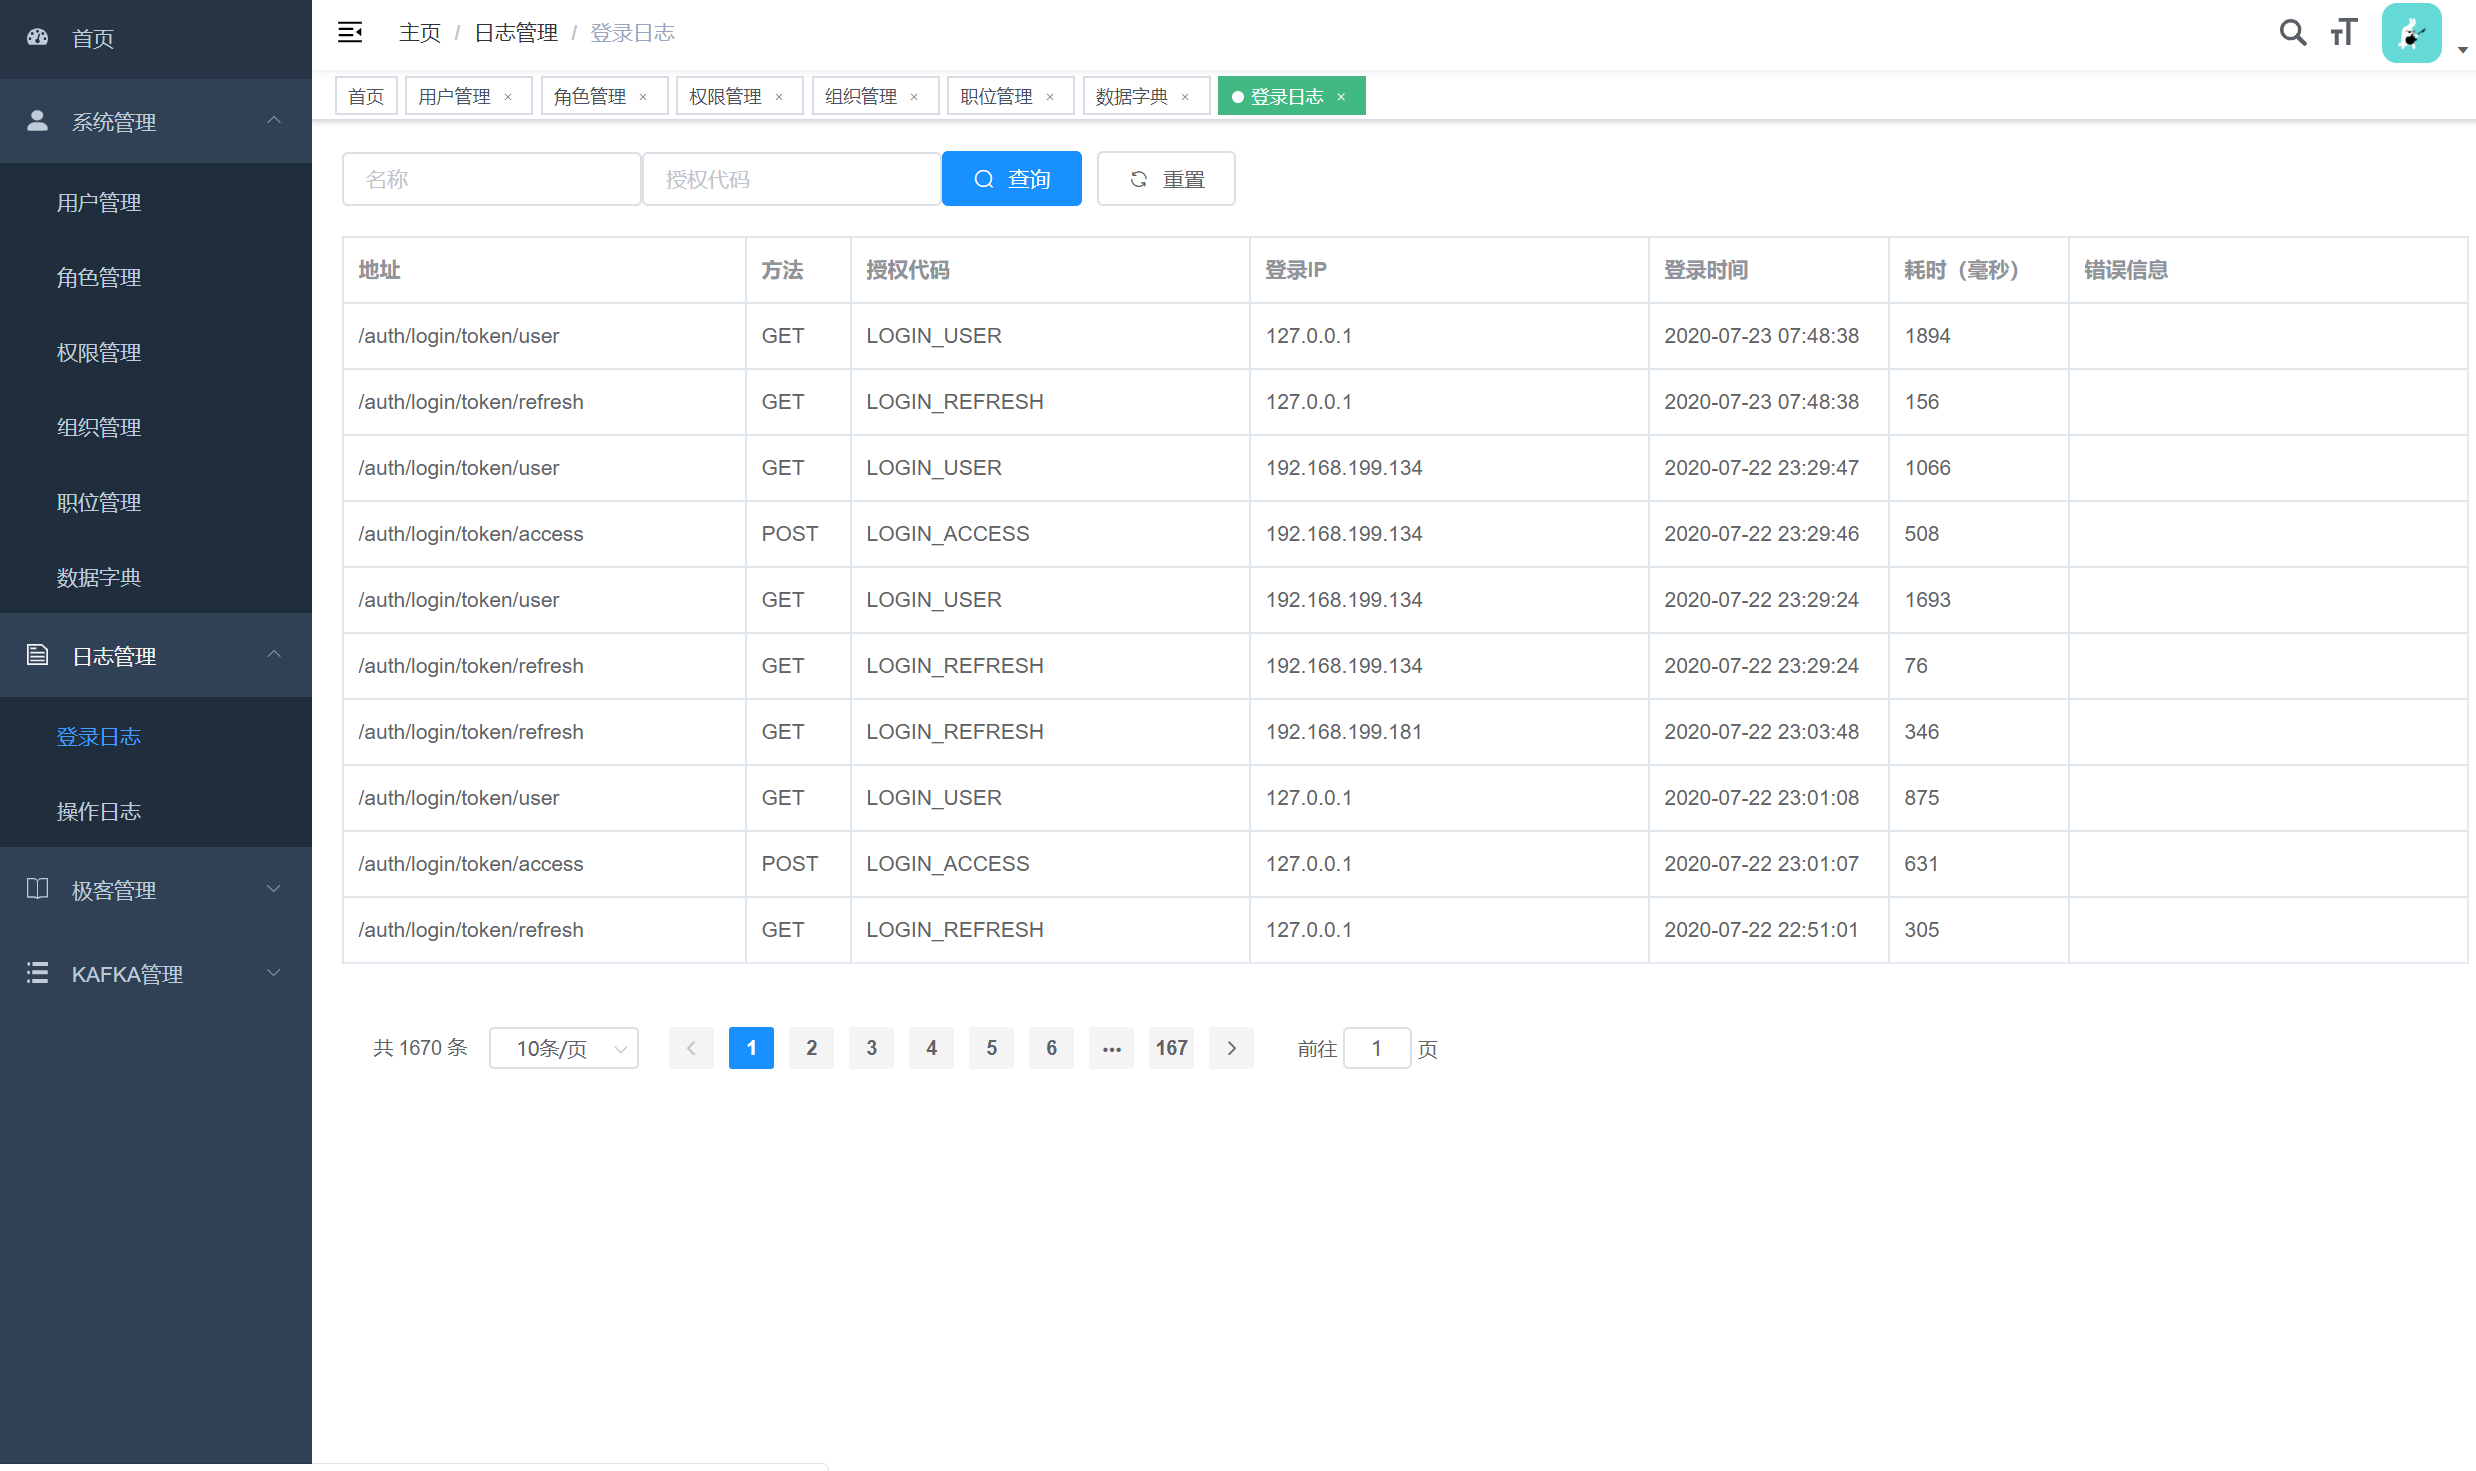 首页
系统管理
用户管理
角色管理
权限管理
组织管理
职位管理
数据字典
日志管理
登录日志
操作日志
极客管理
KAFKA管理
主页 / 日志管理 / 登录日志
首页 用户管理 × 角色管理 × 权限管理 × 组织管理 × 职位管理 × 数据字典 × 登录日志 ×
名称 授权代码 查询 重置
地址 方法 授权代码 登录IP 登录时间 耗时（毫秒） 错误信息
/auth/login/token/user GET LOGIN_USER 127.0.0.1 2020-07-23 07:48:38 1894
/auth/login/token/refresh GET LOGIN_REFRESH 127.0.0.1 2020-07-23 07:48:38 156
/auth/login/token/user GET LOGIN_USER 192.168.199.134 2020-07-22 23:29:47 1066
/auth/login/token/access POST LOGIN_ACCESS 192.168.199.134 2020-07-22 23:29:46 508
/auth/login/token/user GET LOGIN_USER 192.168.199.134 2020-07-22 23:29:24 1693
/auth/login/token/refresh GET LOGIN_REFRESH 192.168.199.134 2020-07-22 23:29:24 76
/auth/login/token/refresh GET LOGIN_REFRESH 192.168.199.181 2020-07-22 23:03:48 346
/auth/login/token/user GET LOGIN_USER 127.0.0.1 2020-07-22 23:01:08 875
/auth/login/token/access POST LOGIN_ACCESS 127.0.0.1 2020-07-22 23:01:07 631
/auth/login/token/refresh GET LOGIN_REFRESH 127.0.0.1 2020-07-22 22:51:01 305
共 1670 条 10条/页 1 2 3 4 5 6 ••• 167 前往 1 页